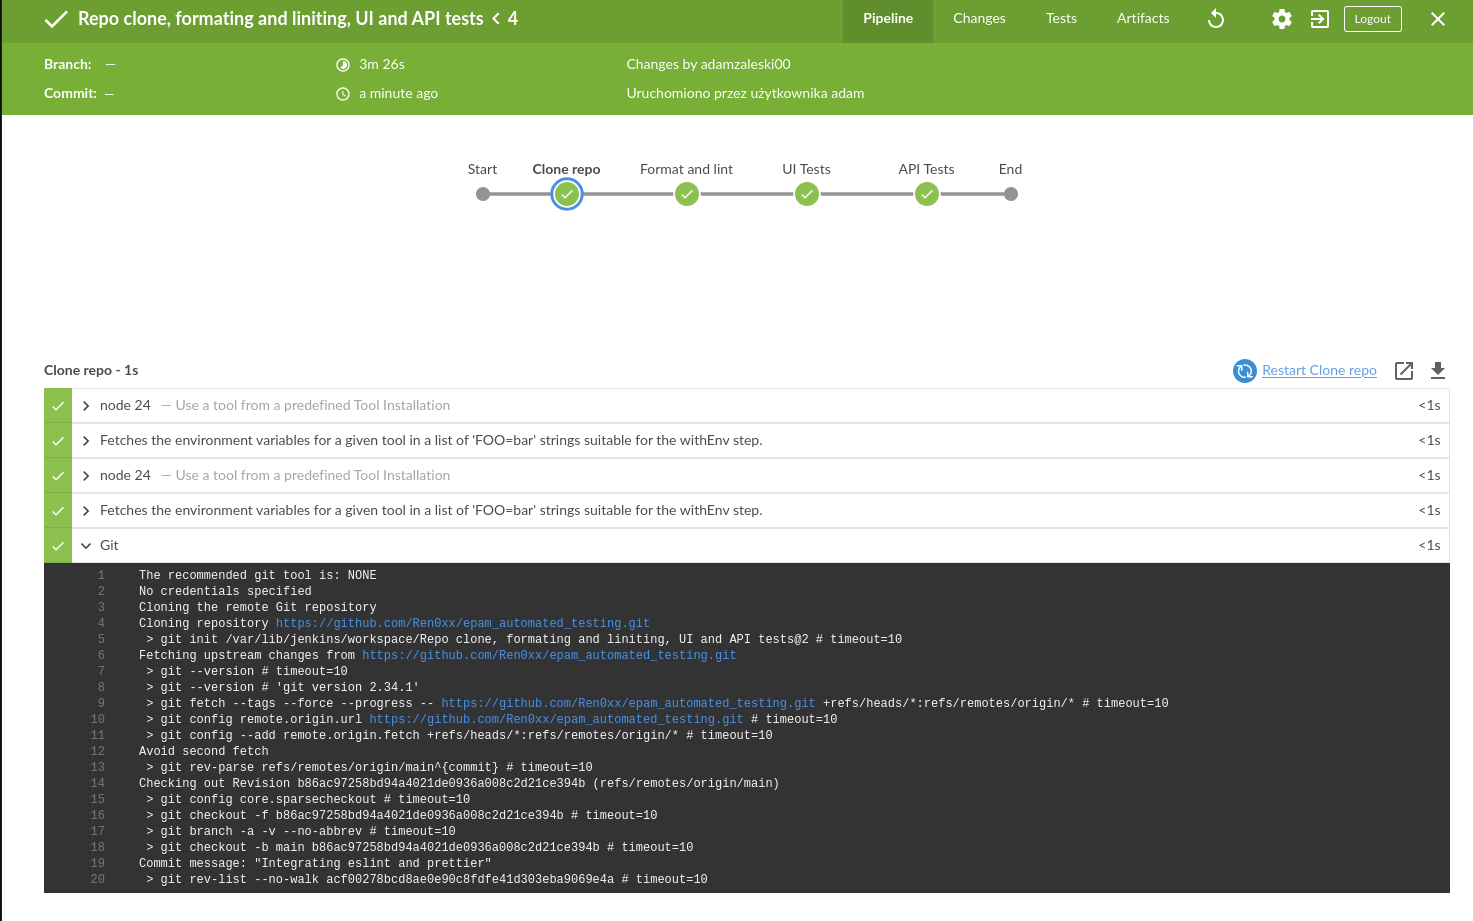 Repo clone, formating and liniting, UI and API tests < 4
Pipeline Changes Tests Artifacts Logout
Branch: —
3m 26s
Changes by adamzaleski00
Commit: —
a minute ago
Uruchomiono przez użytkownika adam
Start Clone repo Format and lint UI Tests API Tests End
Clone repo - 1s
Restart Clone repo
node 24 — Use a tool from a predefined Tool Installation <1s
Fetches the environment variables for a given tool in a list of 'FOO=bar' strings suitable for the withEnv step. <1s
node 24 — Use a tool from a predefined Tool Installation <1s
Fetches the environment variables for a given tool in a list of 'FOO=bar' strings suitable for the withEnv step. <1s
Git <1s
1 The recommended git tool is: NONE
2 No credentials specified
3 Cloning the remote Git repository
4 Cloning repository https://github.com/Ren0xx/epam_automated_testing.git
5 > git init /var/lib/jenkins/workspace/Repo clone, formating and liniting, UI and API tests@2 # timeout=10
6 Fetching upstream changes from https://github.com/Ren0xx/epam_automated_testing.git
7 > git --version # timeout=10
8 > git --version # 'git version 2.34.1'
9 > git fetch --tags --force --progress -- https://github.com/Ren0xx/epam_automated_testing.git +refs/heads/*:refs/remotes/origin/* # timeout=10
10 > git config remote.origin.url https://github.com/Ren0xx/epam_automated_testing.git # timeout=10
11 > git config --add remote.origin.fetch +refs/heads/*:refs/remotes/origin/* # timeout=10
12 Avoid second fetch
13 > git rev-parse refs/remotes/origin/main^{commit} # timeout=10
14 Checking out Revision b86ac97258bd94a4021de0936a008c2d21ce394b (refs/remotes/origin/main)
15 > git config core.sparsecheckout # timeout=10
16 > git checkout -f b86ac97258bd94a4021de0936a008c2d21ce394b # timeout=10
17 > git branch -a -v --no-abbrev # timeout=10
18 > git checkout -b main b86ac97258bd94a4021de0936a008c2d21ce394b # timeout=10
19 Commit message: "Integrating eslint and prettier"
20 > git rev-list --no-walk acf00278bcd8ae0e90c8fdfe41d303eba9069e4a # timeout=10